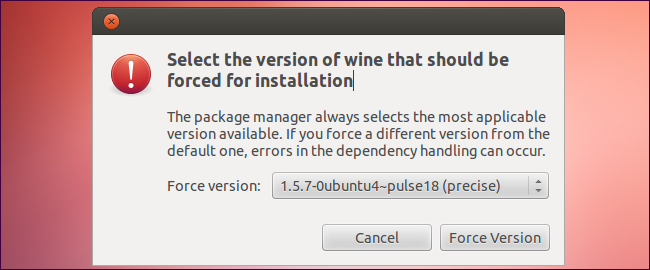 Select the version of wine that should be
forced for installation
The package manager always selects the most applicable
version available. If you force a different version from the
default one, errors in the dependency handling can occur.
Force version: 1.5.7-0ubuntu4~pulse18 (precise)
Cancel Force Version